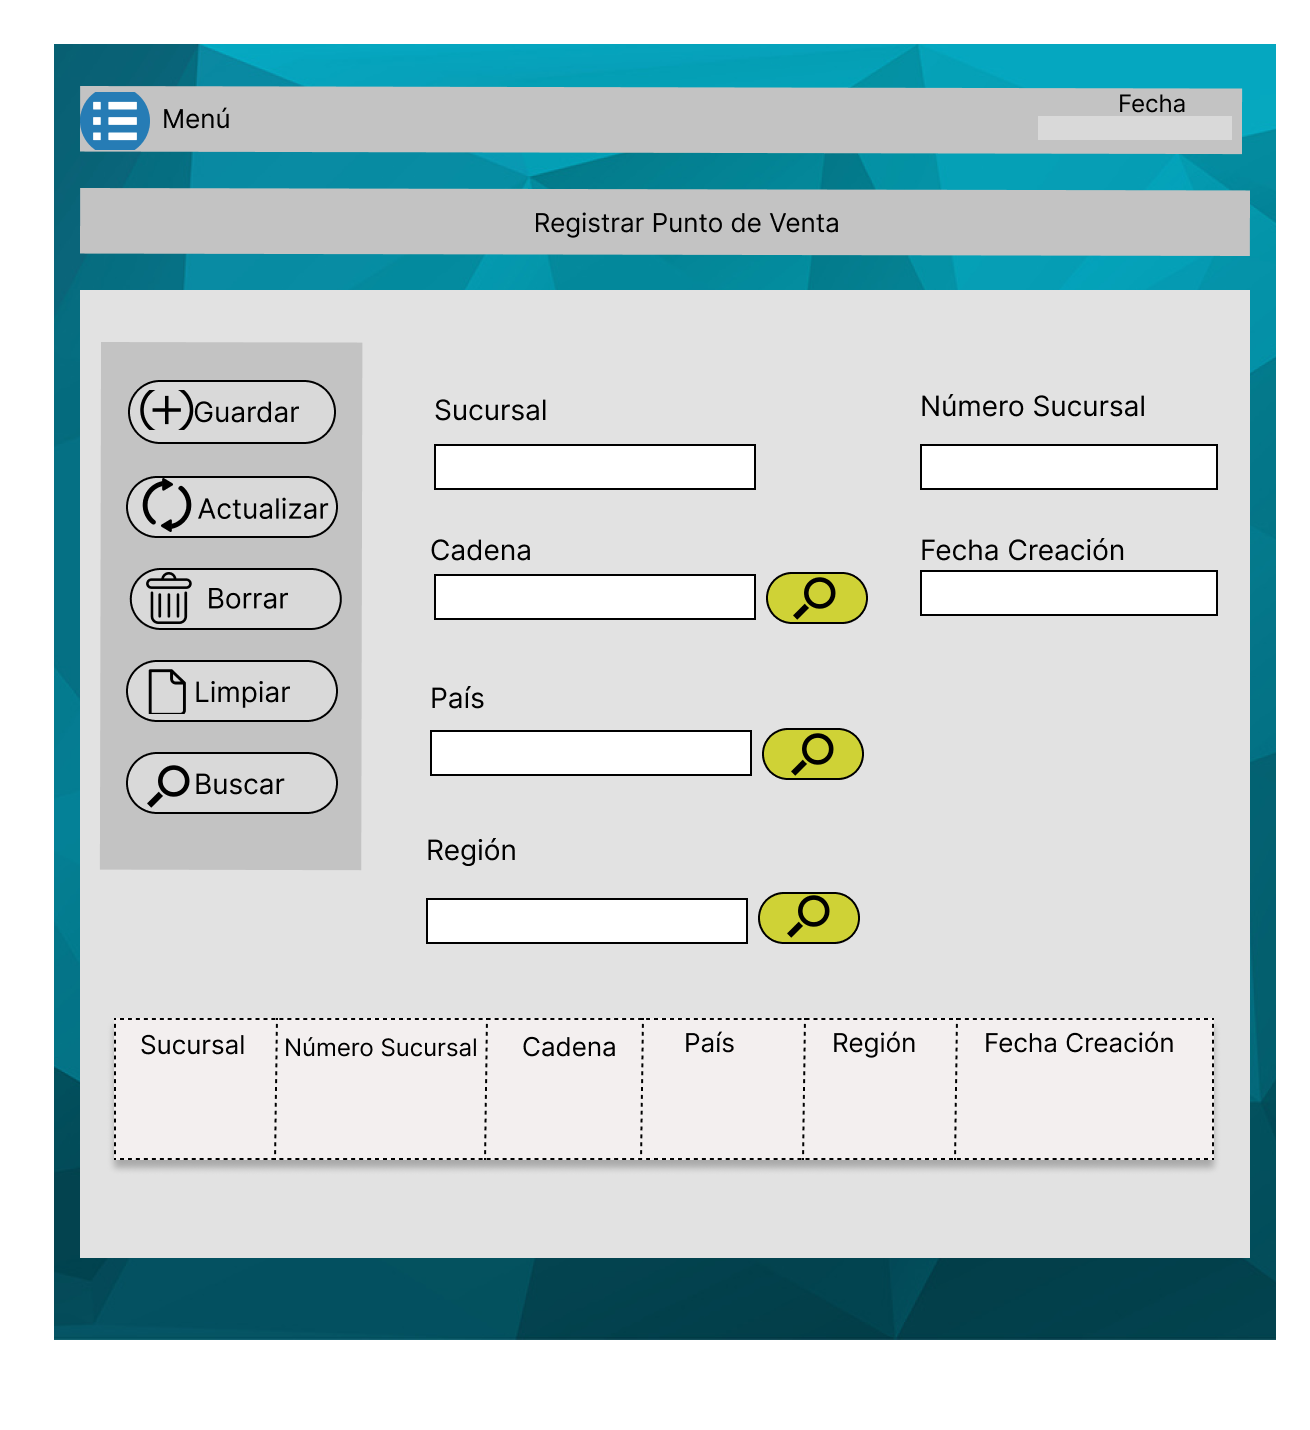 Menú
Fecha
Registrar Punto de Venta
Guardar
Actualizar
Borrar
Limpiar
Buscar
Sucursal
Número Sucursal
Cadena
Fecha Creación
País
Región
Sucursal
Número Sucursal
Cadena
País
Región
Fecha Creación